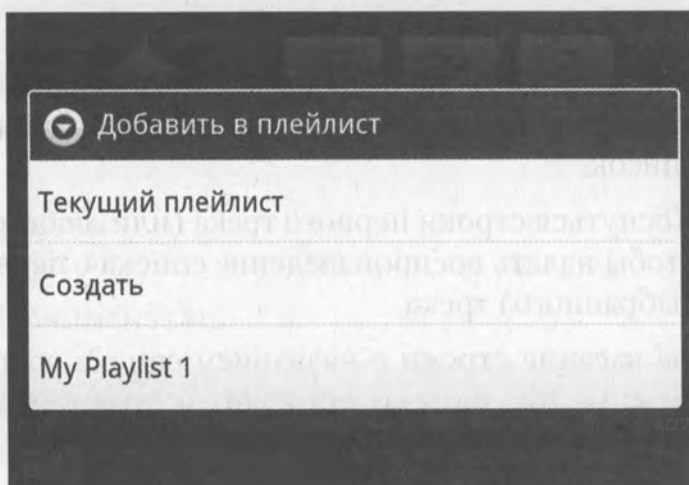 Добавить в плейлист
Текущий плейлист
Создать
My Playlist 1